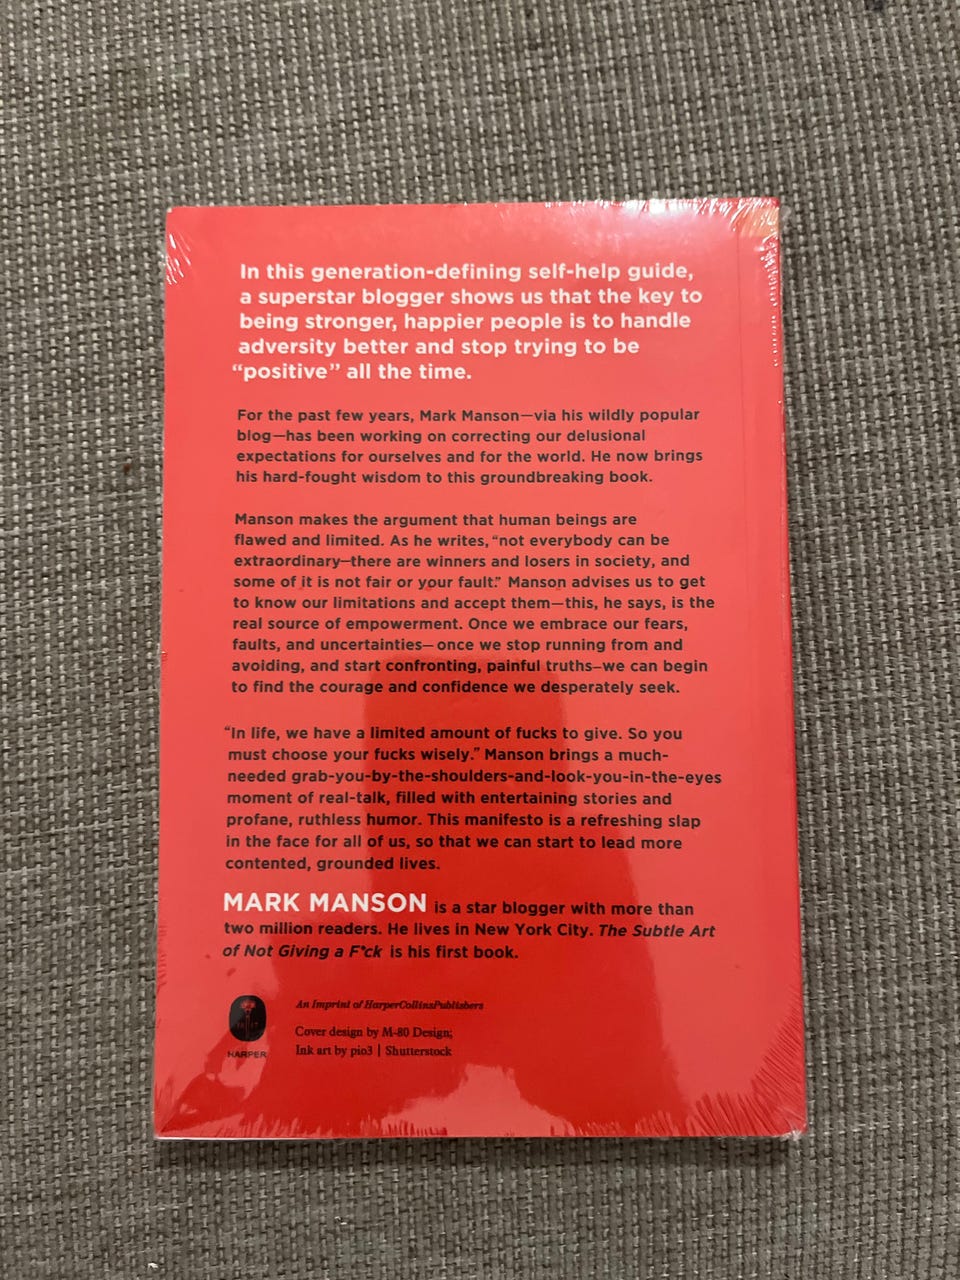 In this generation-defining self-help guide,
a superstar blogger shows us that the key to
being stronger, happier people is to handle
adversity better and stop trying to be
“positive” all the time.
For the past few years, Mark Manson—via his wildly popular
blog—has been working on correcting our delusional
expectations for ourselves and for the world. He now brings
his hard-fought wisdom to this groundbreaking book.
Manson makes the argument that human beings are
flawed and limited. As he writes, “not everybody can be
extraordinary—there are winners and losers in society, and
some of it is not fair or your fault.” Manson advises us to get
to know our limitations and accept them—this, he says, is the
real source of empowerment. Once we embrace our fears,
faults, and uncertainties—once we stop running from and
avoiding, and start confronting, painful truths—we can begin
to find the courage and confidence we desperately seek.
“In life, we have a limited amount of fucks to give. So you
must choose your fucks wisely.” Manson brings a much-
needed grab-you-by-the-shoulders-and-look-you-in-the-eyes
moment of real-talk, filled with entertaining stories and
profane, ruthless humor. This manifesto is a refreshing slap
in the face for all of us, so that we can start to lead more
contented, grounded lives.
MARK MANSON is a star blogger with more than
two million readers. He lives in New York City. The Subtle Art
of Not Giving a F*ck is his first book.
An Imprint of HarperCollinsPublishers
Cover design by M-80 Design;
Ink art by pio3 | Shutterstock
HARPER